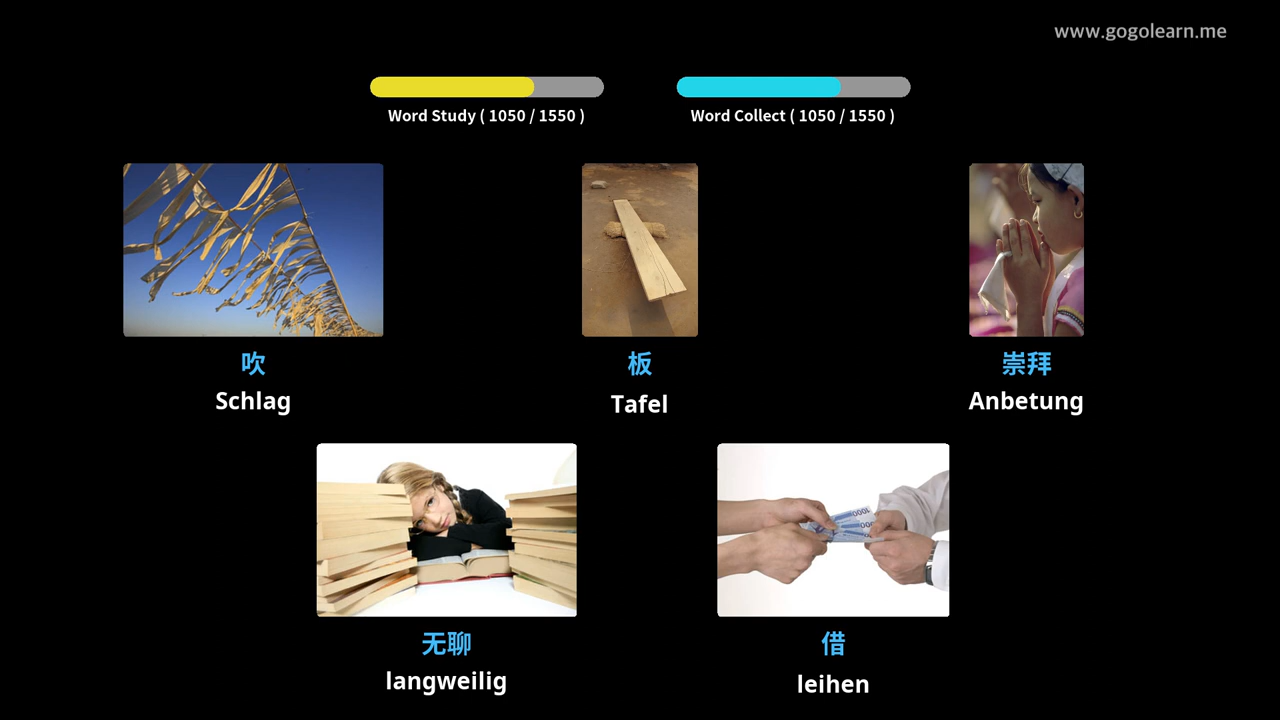 www.gogolearn.me
Word Study ( 1050 / 1550 )
Word Collect ( 1050 / 1550 )
吹
Schlag
板
Tafel
崇拜
Anbetung
无聊
langweilig
借
leihen